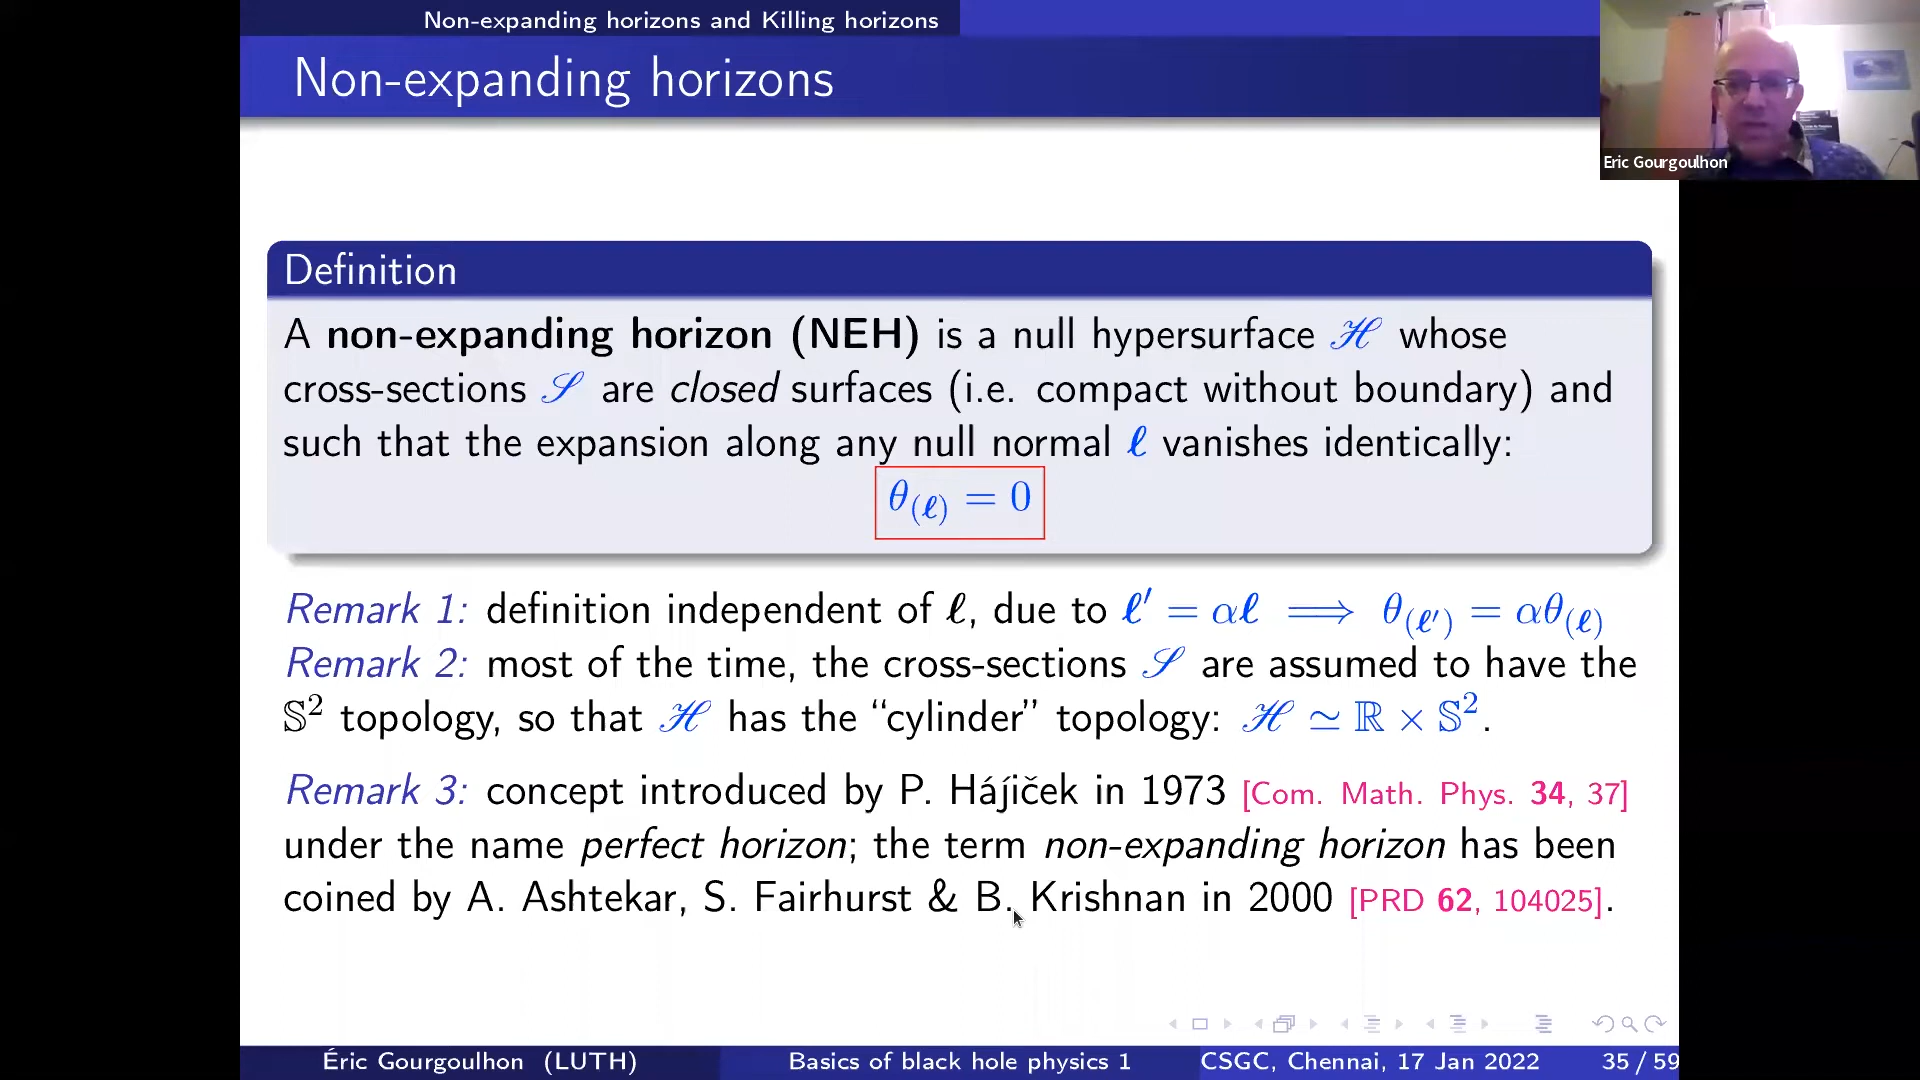 Non-expanding horizons and Killing horizons
Non-expanding horizons
Eric Gourgoulhon
Definition
A non-expanding horizon (NEH) is a null hypersurface ℋ whose
cross-sections 𝒮 are closed surfaces (i.e. compact without boundary) and
such that the expansion along any null normal ℓ vanishes identically:
θ(ℓ) = 0
Remark 1: definition independent of ℓ, due to ℓ′ = αℓ ⟹ θ(ℓ′) = αθ(ℓ)
Remark 2: most of the time, the cross-sections 𝒮 are assumed to have the
𝕊² topology, so that ℋ has the “cylinder” topology: ℋ ≃ ℝ × 𝕊².
Remark 3: concept introduced by P. Hájíček in 1973 [Com. Math. Phys. 34, 37]
under the name perfect horizon; the term non-expanding horizon has been
coined by A. Ashtekar, S. Fairhurst & B. Krishnan in 2000 [PRD 62, 104025].
Éric Gourgoulhon (LUTH) Basics of black hole physics 1 CSGC, Chennai, 17 Jan 2022 35 / 59